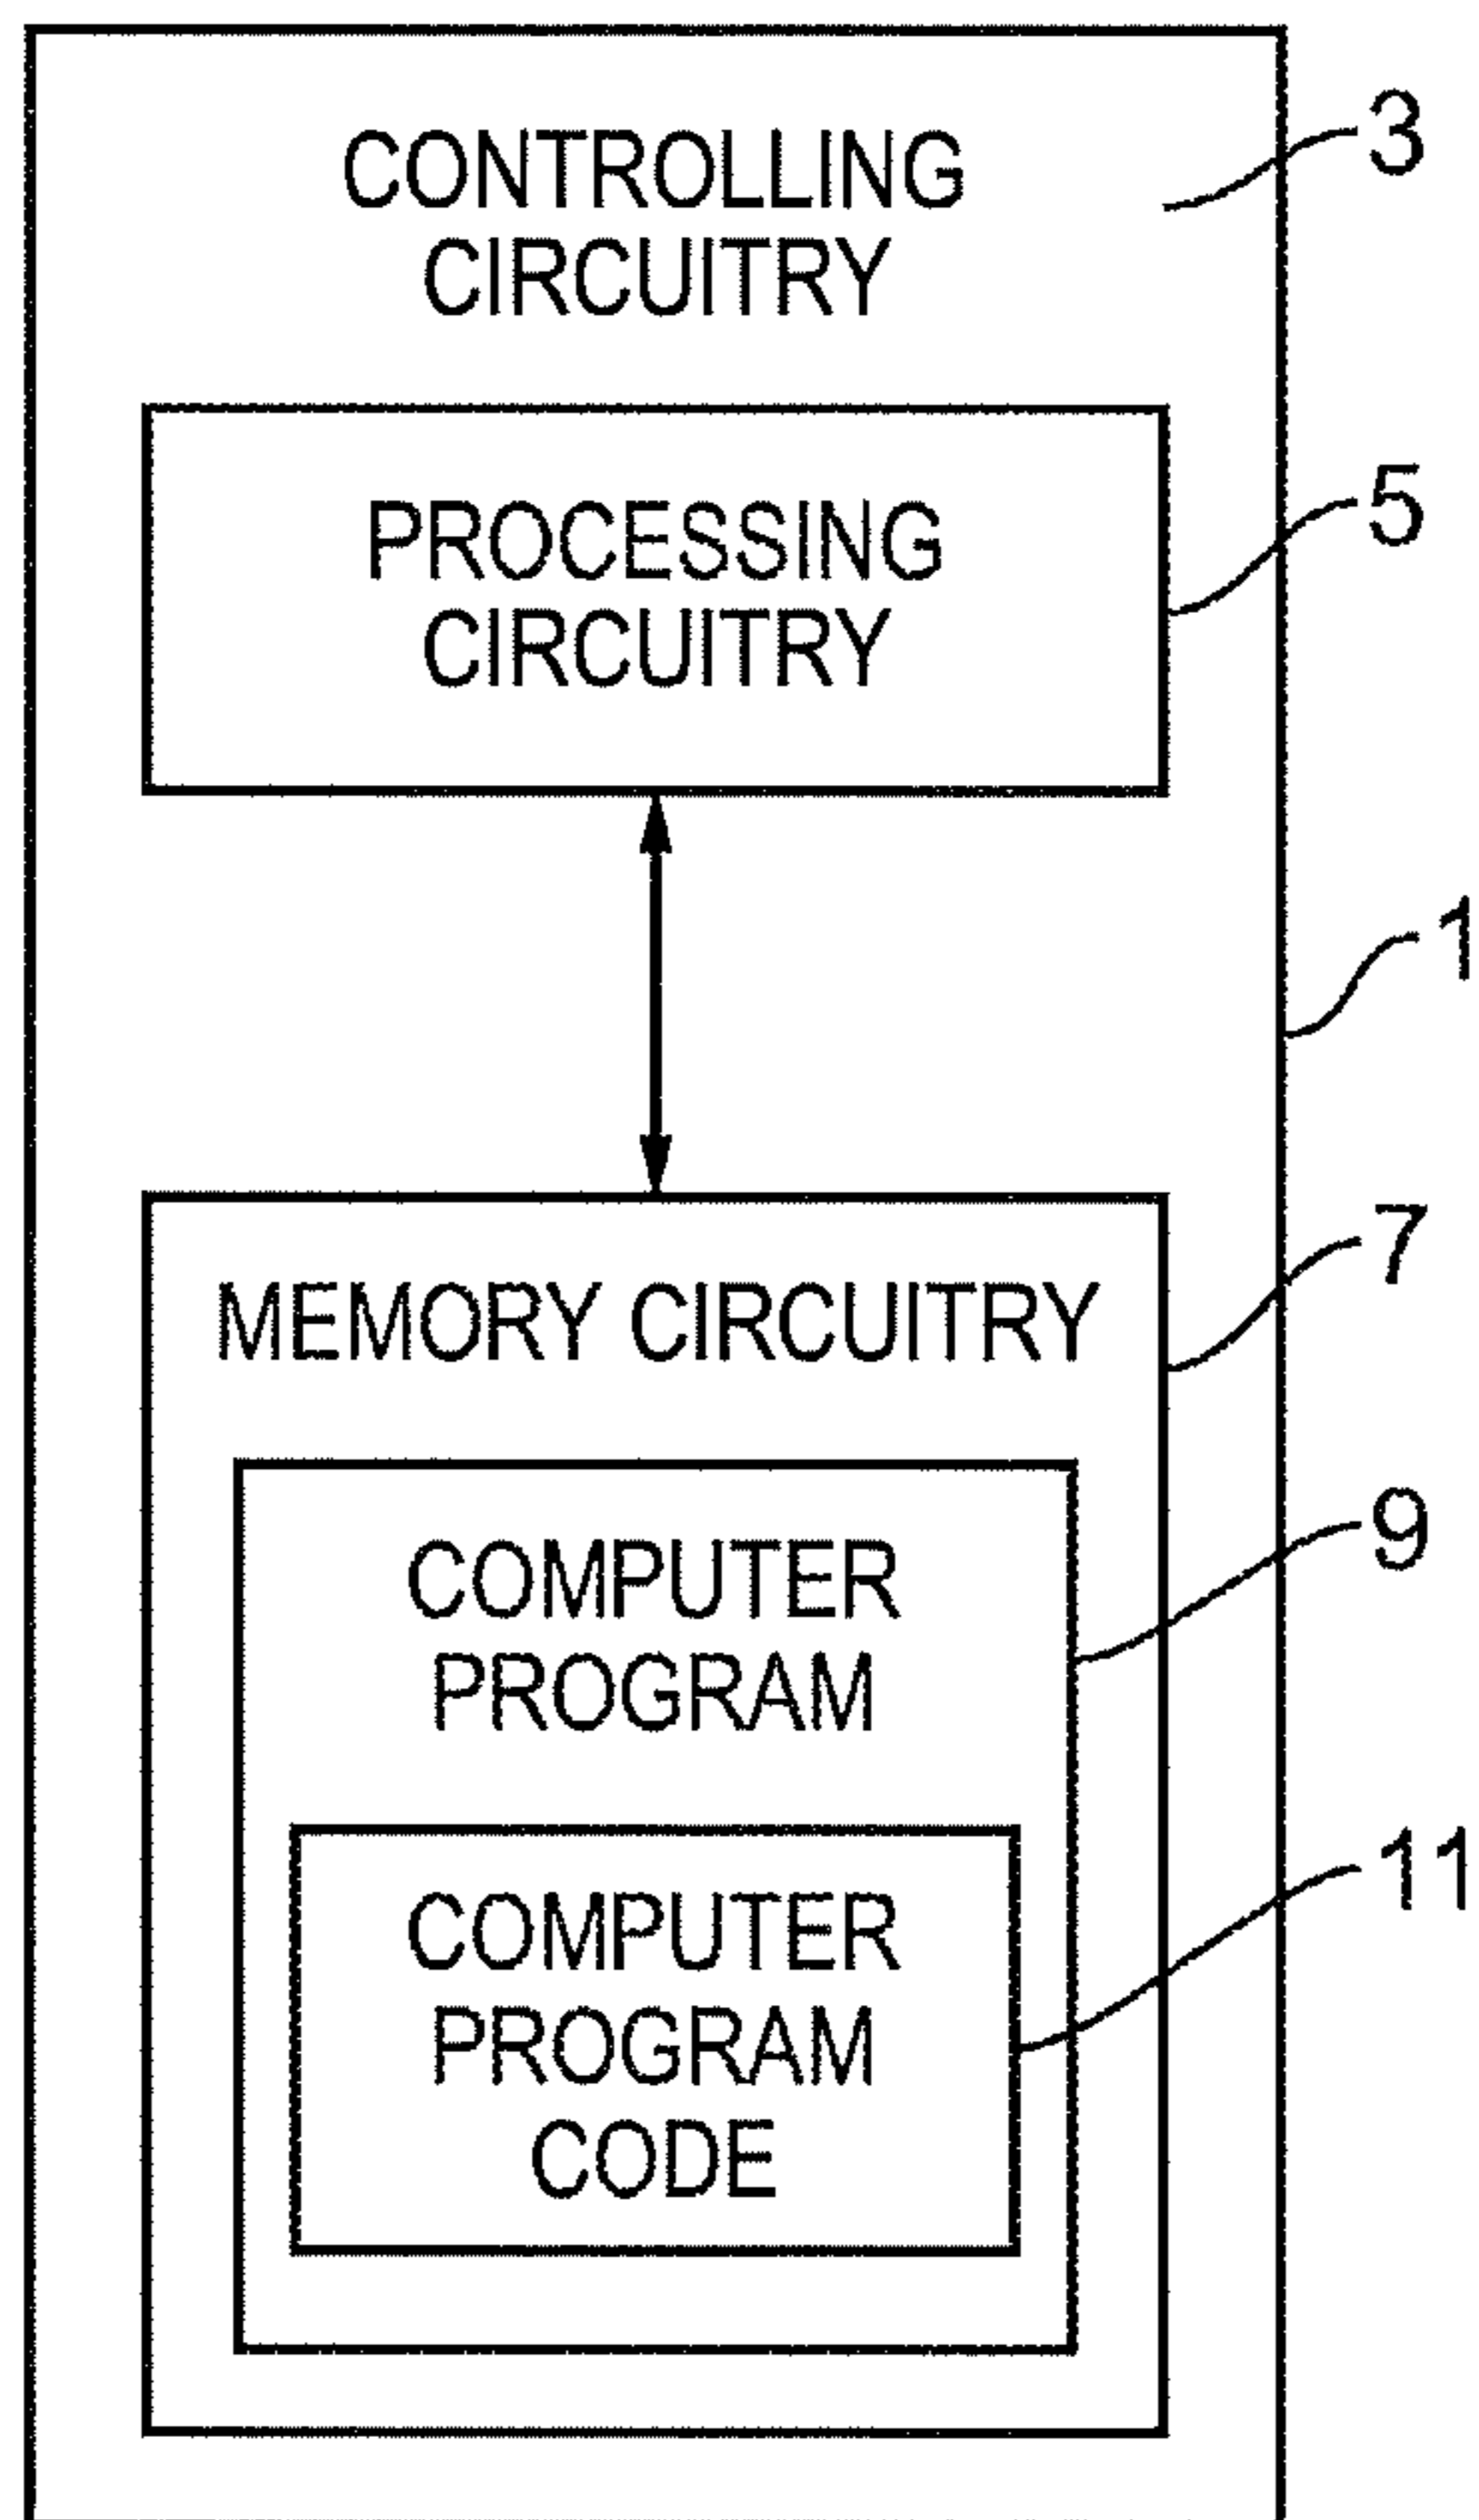 CONTROLLING
CIRCUITRY
3
PROCESSING
CIRCUITRY
5
1
MEMORY CIRCUITRY
7
COMPUTER
PROGRAM
9
COMPUTER
PROGRAM
CODE
11